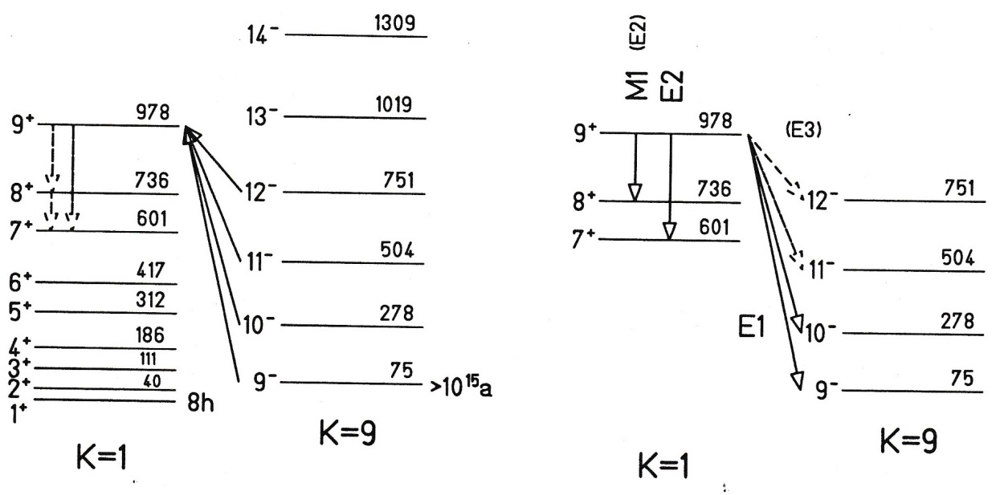 14⁻ 1309
9⁺ 978
13⁻ 1019
8⁺ 736
12⁻ 751
7⁺ 601
11⁻ 504
6⁺ 417
5⁺ 312
10⁻ 278
4⁺ 186
3⁺ 111
9⁻ 75 >10¹⁵a
2⁺ 40
1⁺ 8h
K=1
K=9
M1 (E2)
E2
9⁺ 978
(E3)
8⁺ 736
12⁻ 751
7⁺ 601
11⁻ 504
E1
10⁻ 278
9⁻ 75
K=1
K=9